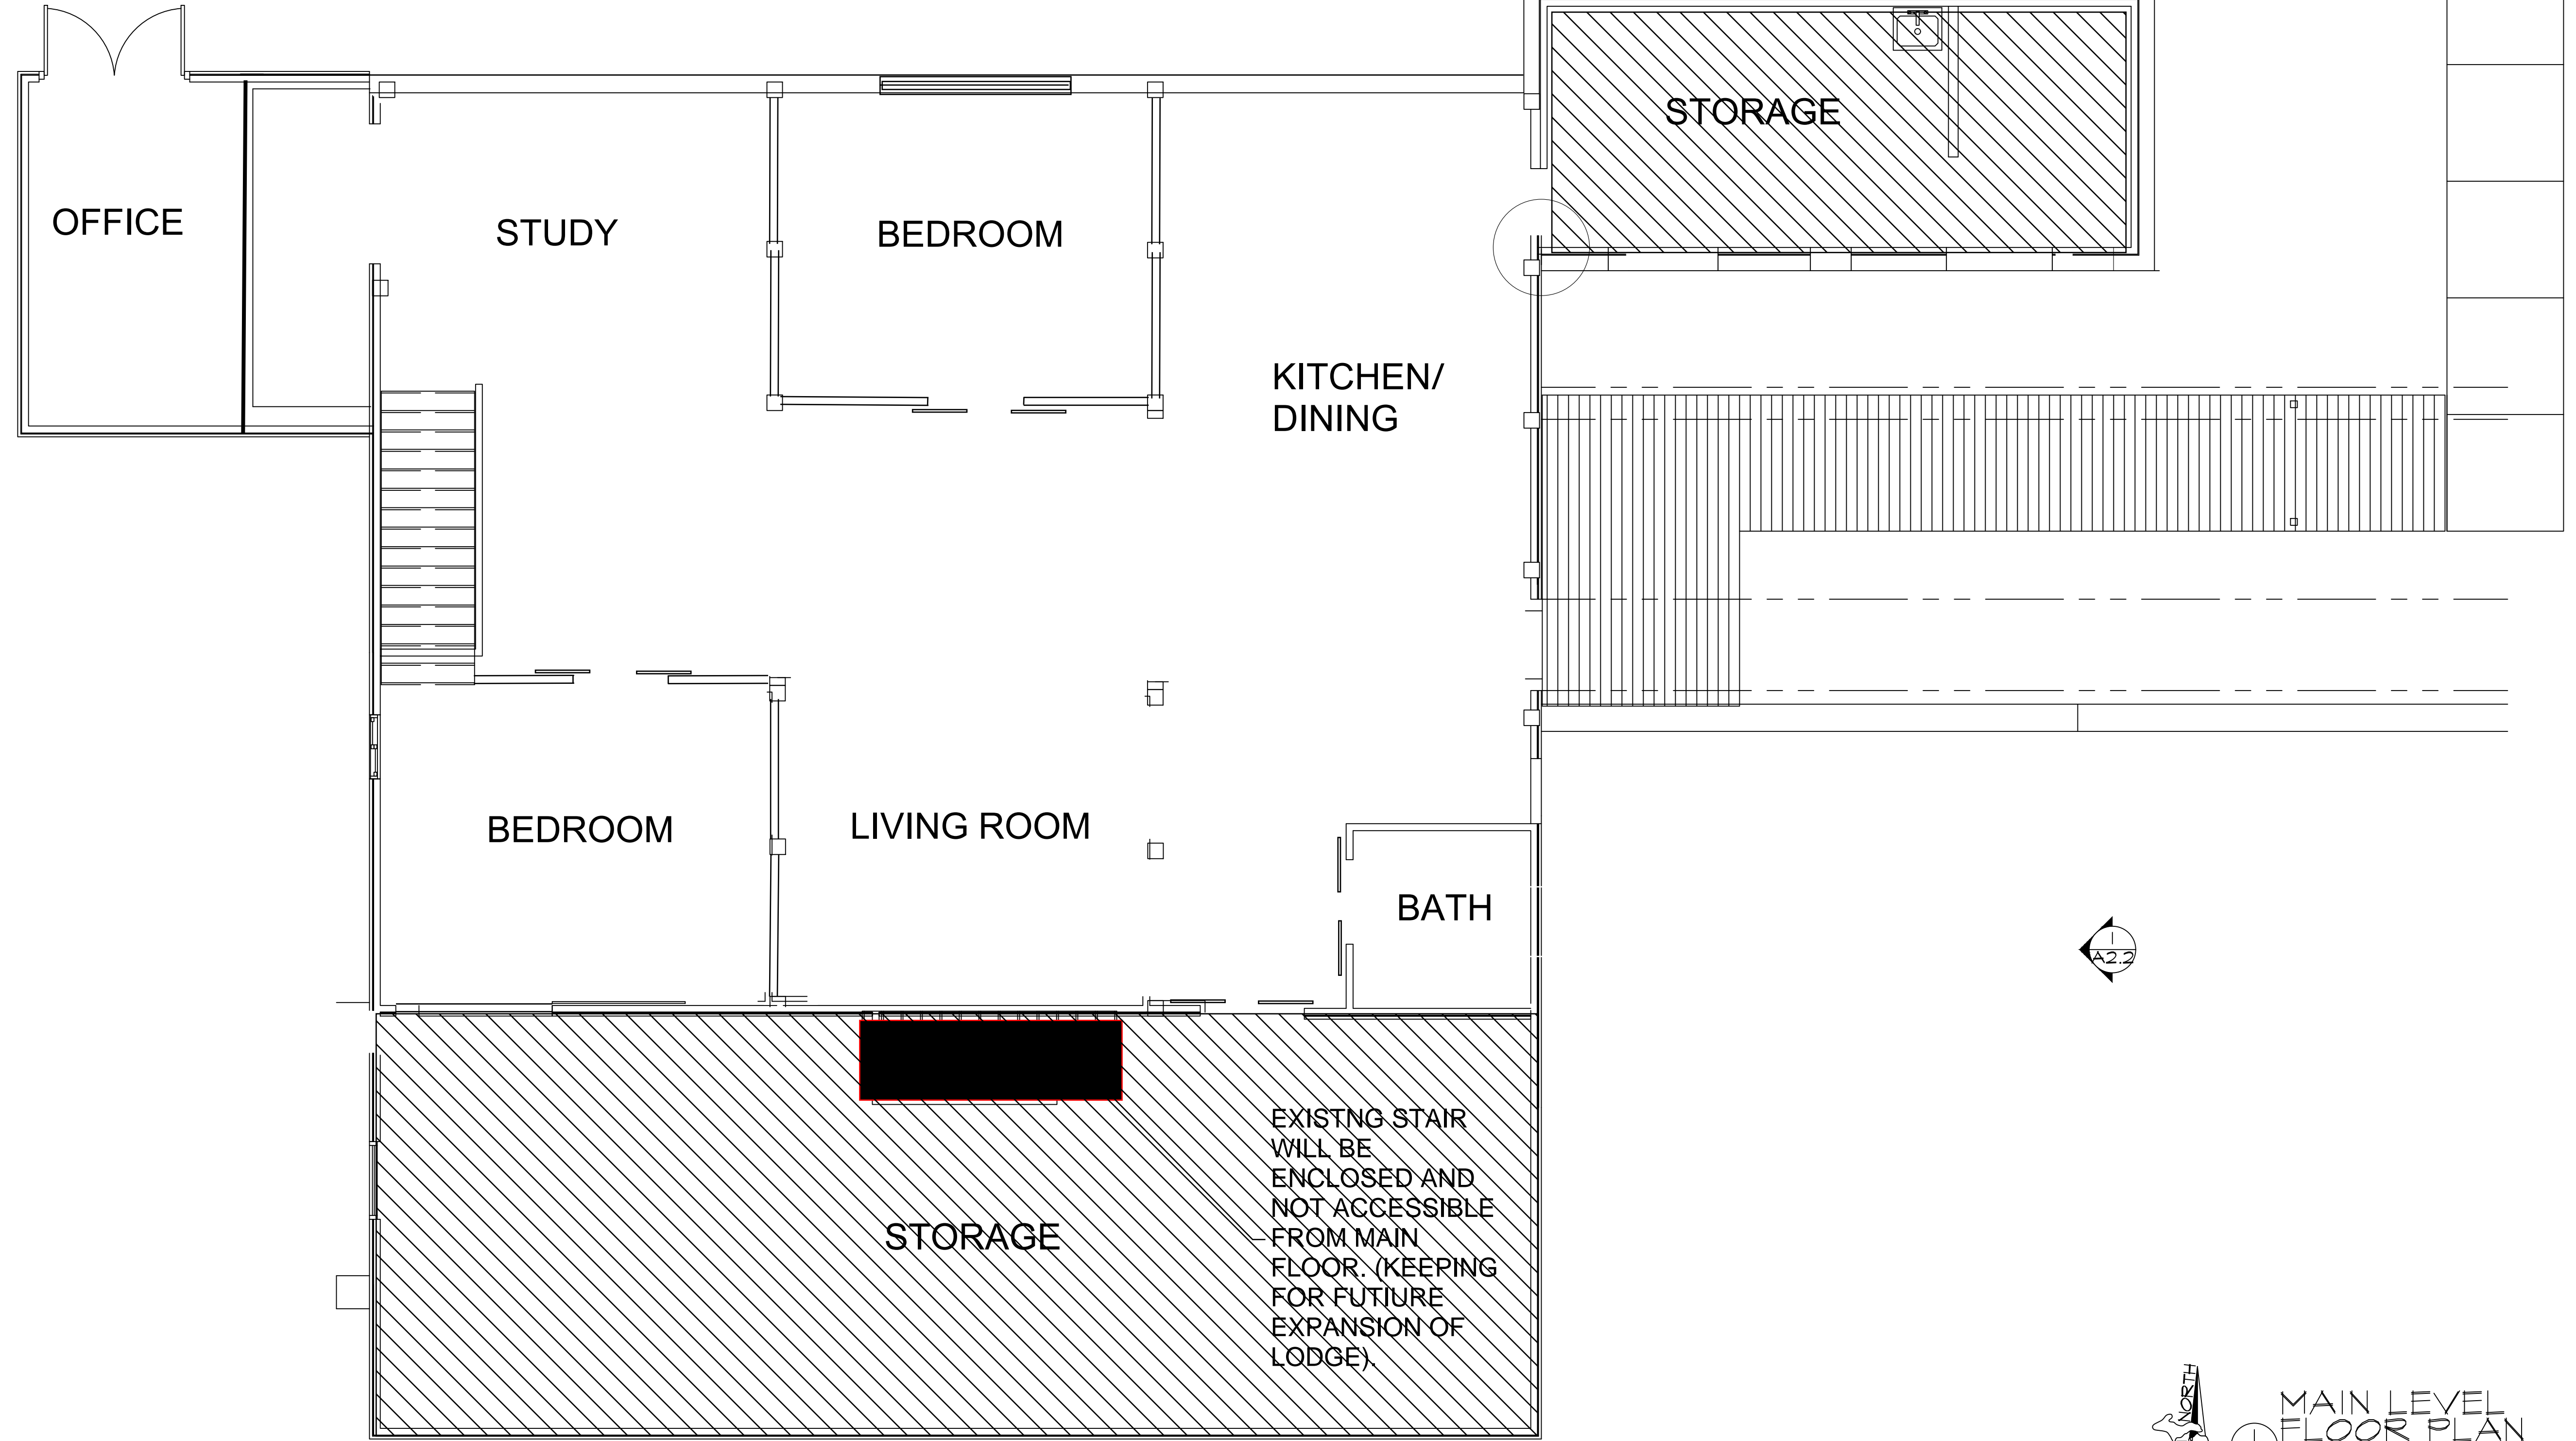 STORAGE
OFFICE
STUDY
BEDROOM
KITCHEN/
DINING
BEDROOM
LIVING ROOM
BATH
1
A2.2
EXISTNG STAIR
WILL BE
ENCLOSED AND
NOT ACCESSIBLE
FROM MAIN
FLOOR. (KEEPING
FOR FUTIURE
EXPANSION OF
LODGE).
STORAGE
NORTH
MAIN LEVEL
FLOOR PLAN